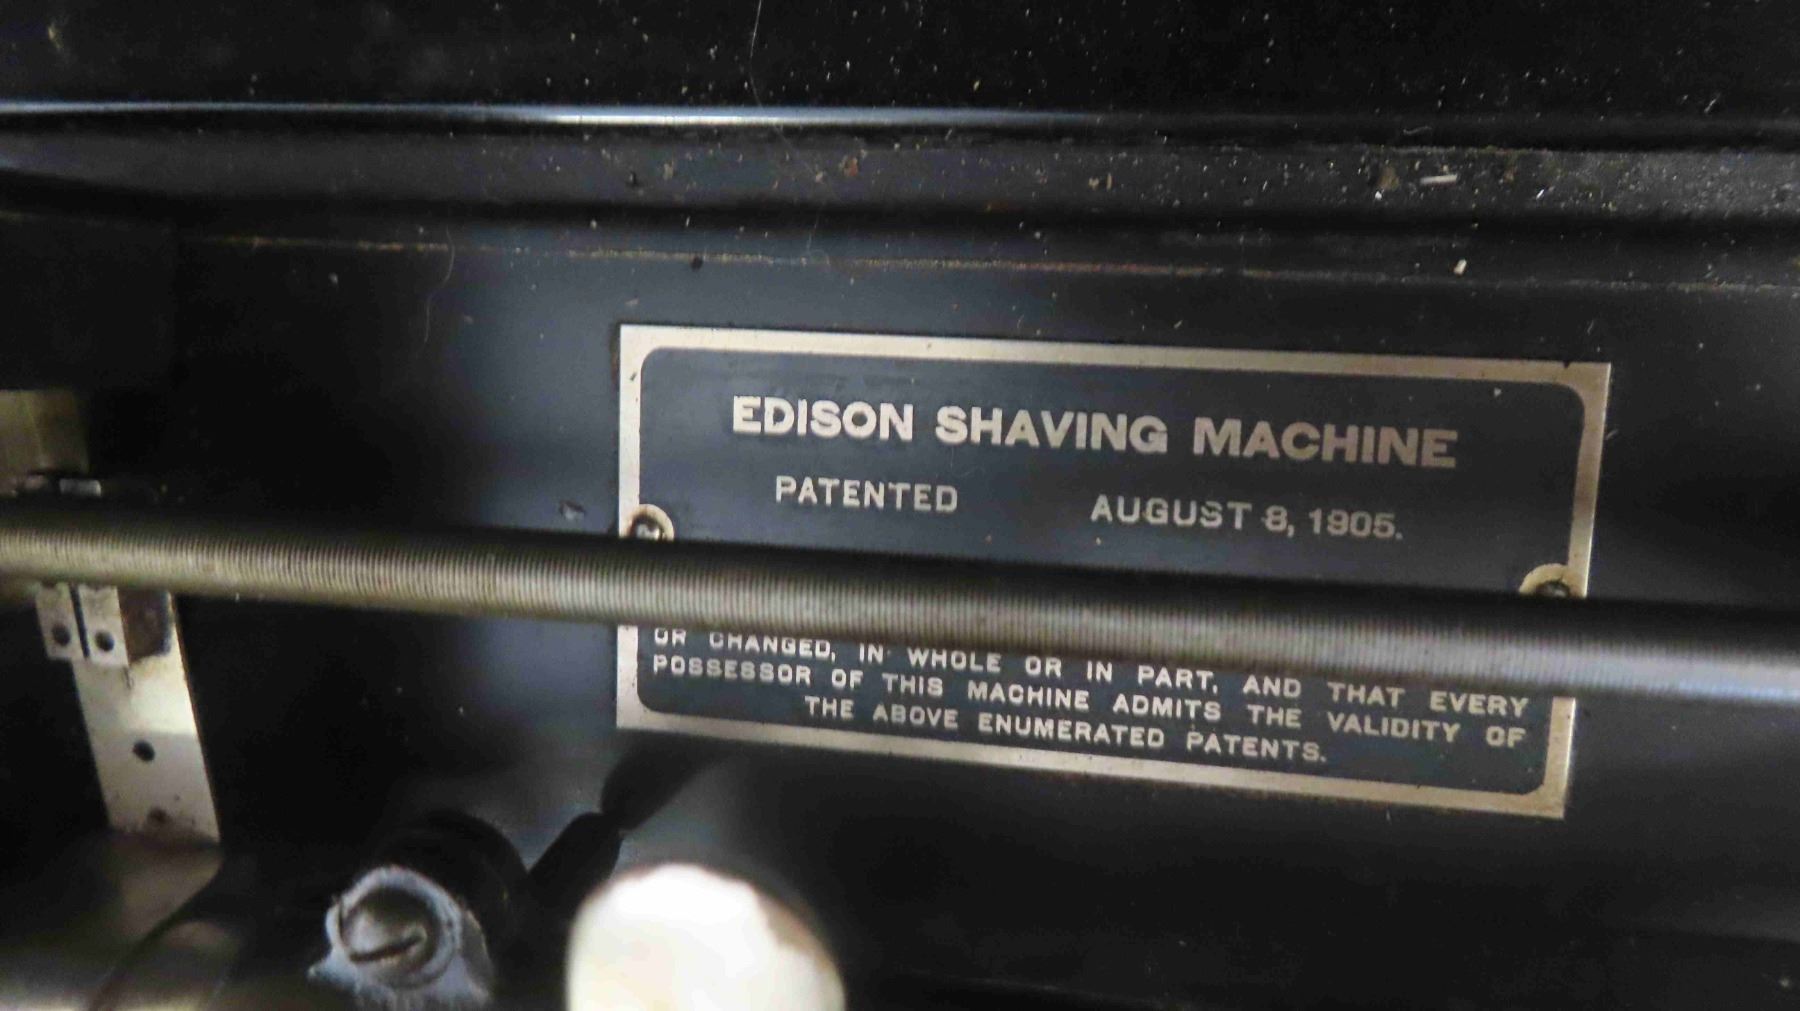 EDISON SHAVING MACHINE
PATENTED AUGUST 8, 1905.
OR CHANGED, IN WHOLE OR IN PART, AND THAT EVERY
POSSESSOR OF THIS MACHINE ADMITS THE VALIDITY OF
THE ABOVE ENUMERATED PATENTS.